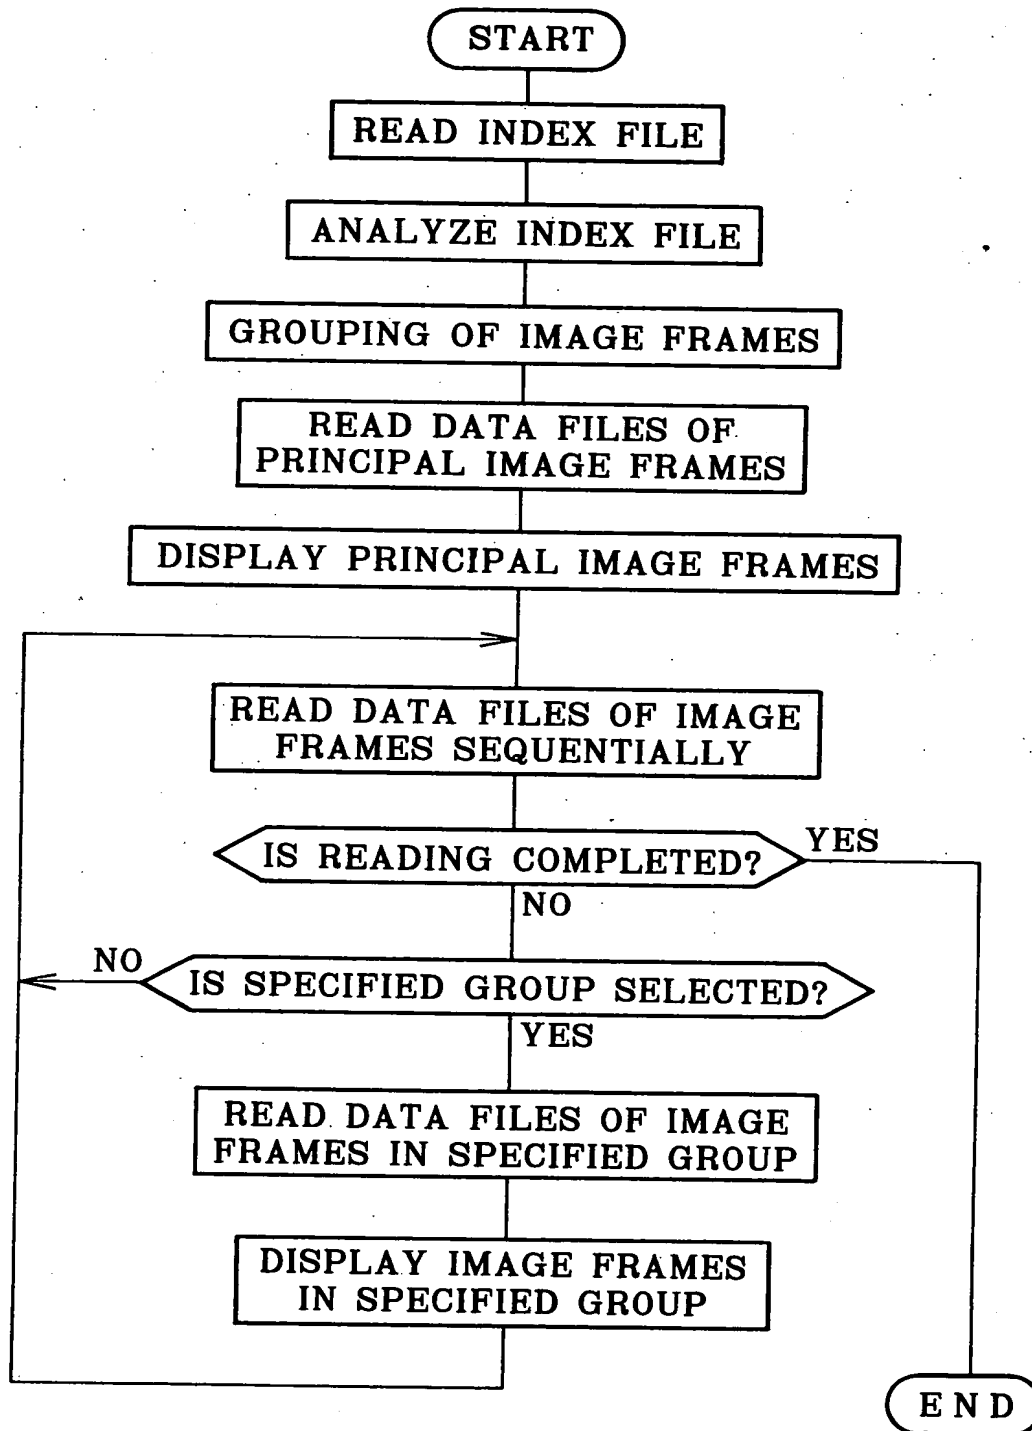 START
READ INDEX FILE
ANALYZE INDEX FILE
GROUPING OF IMAGE FRAMES
READ DATA FILES OF
PRINCIPAL IMAGE FRAMES
DISPLAY PRINCIPAL IMAGE FRAMES
READ DATA FILES OF IMAGE
FRAMES SEQUENTIALLY
IS READING COMPLETED?
YES
NO
IS SPECIFIED GROUP SELECTED?
NO
YES
READ DATA FILES OF IMAGE
FRAMES IN SPECIFIED GROUP
DISPLAY IMAGE FRAMES
IN SPECIFIED GROUP
END